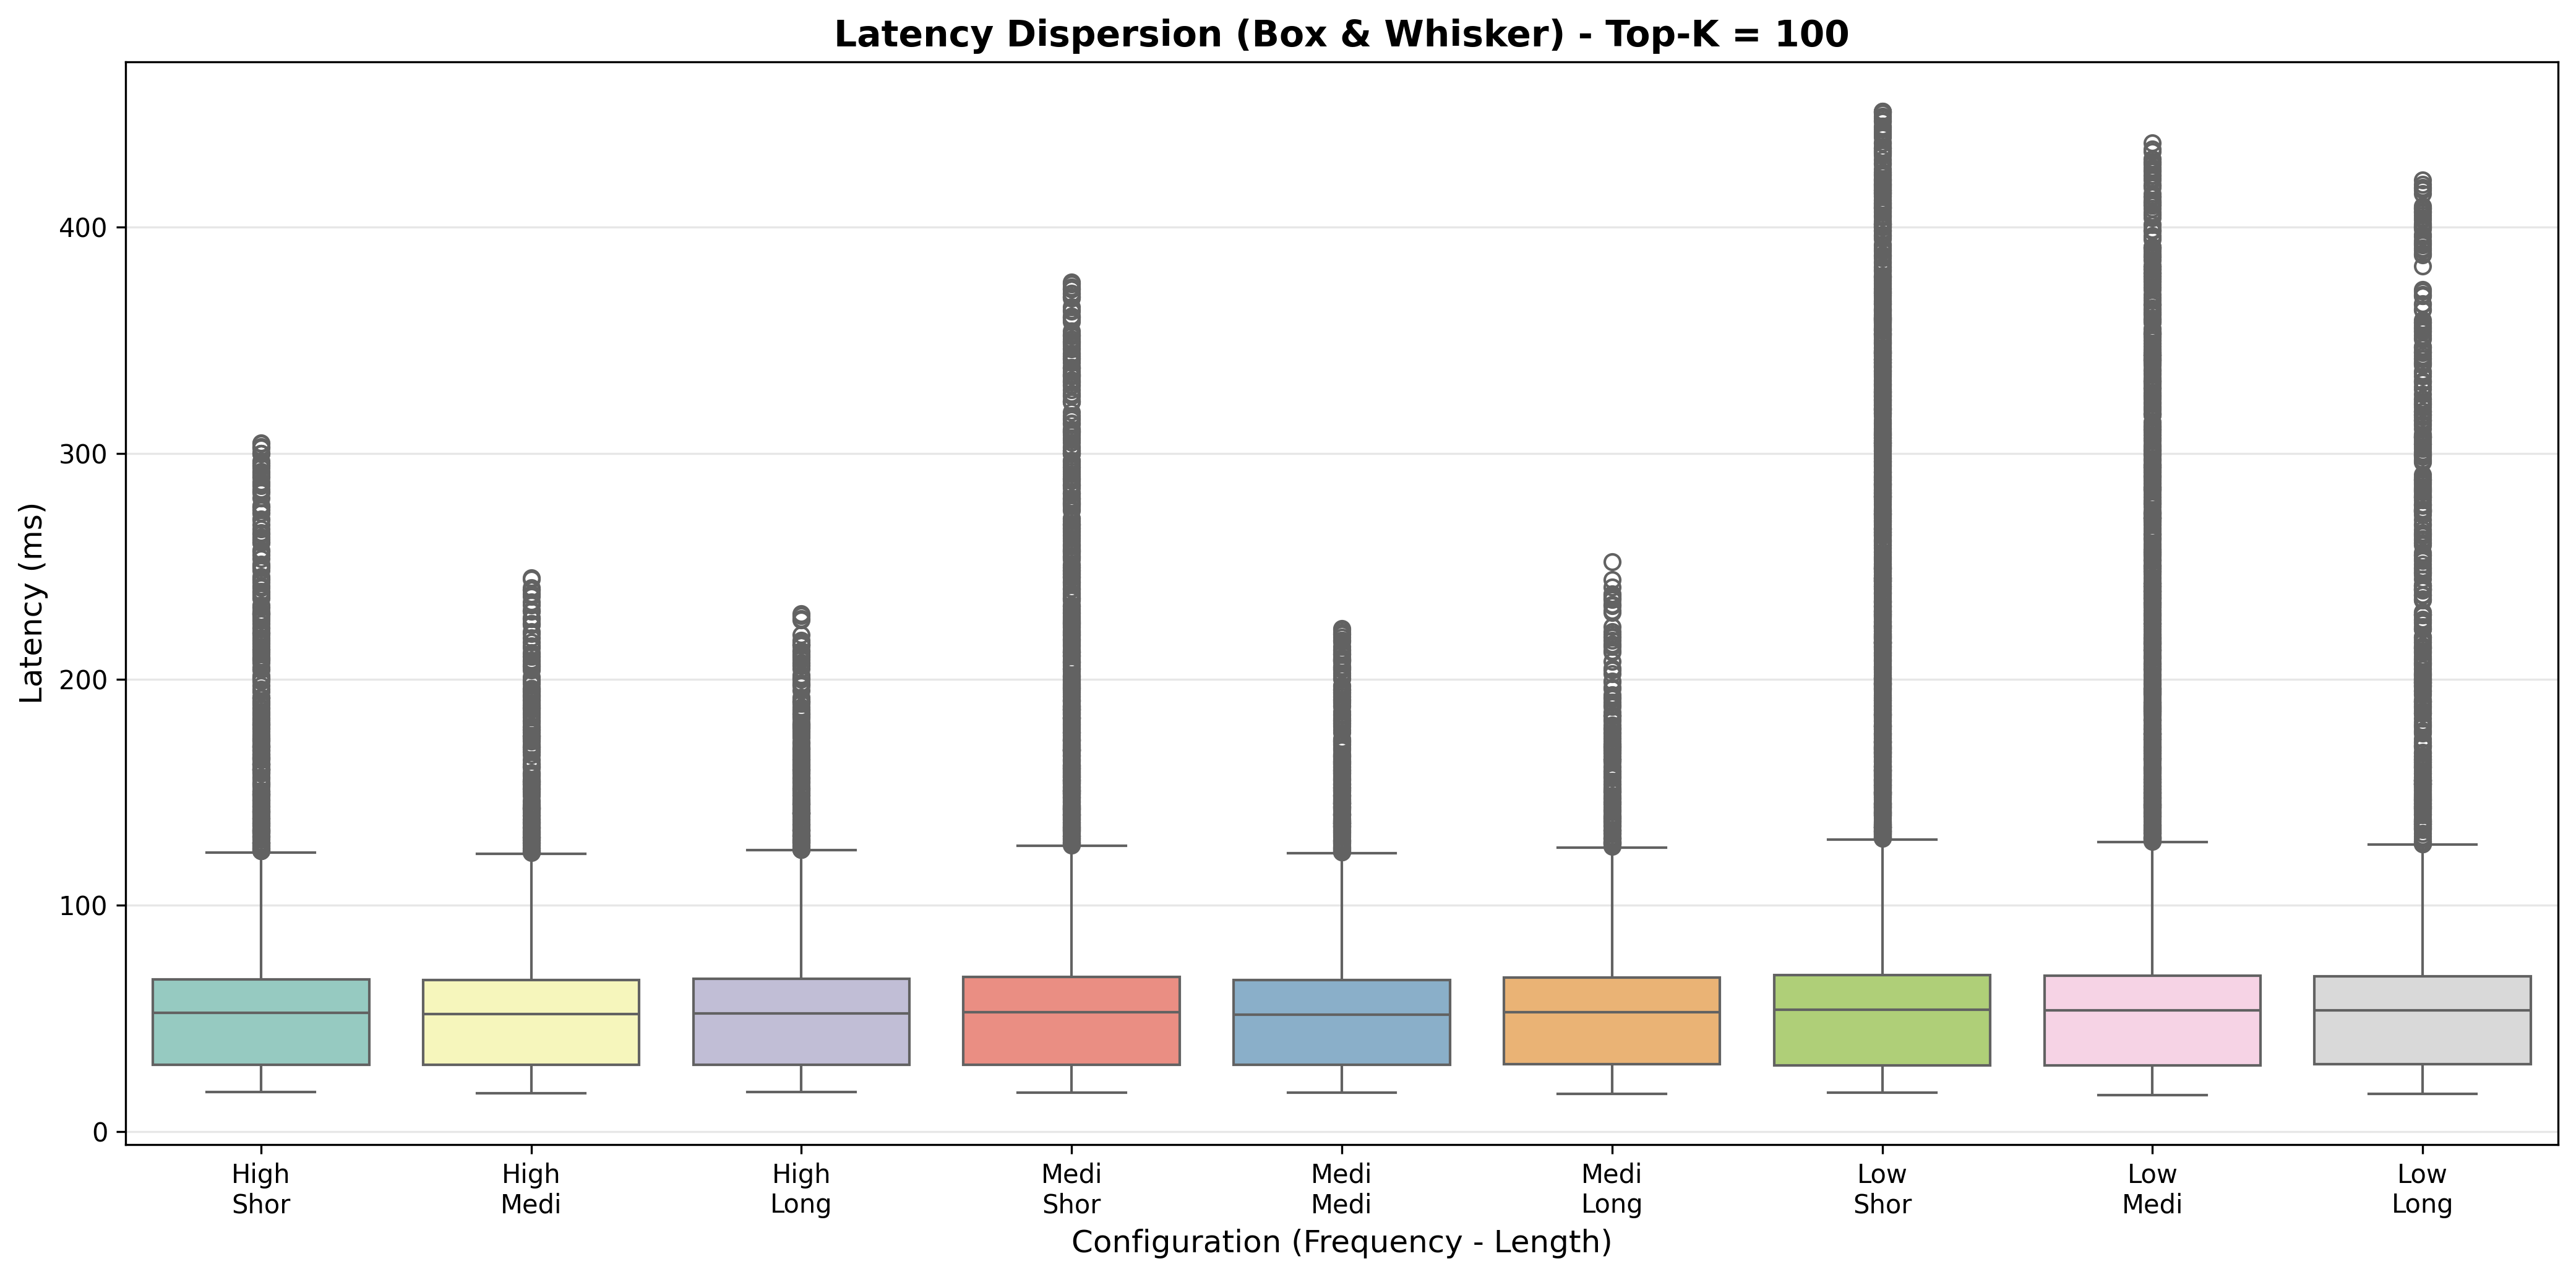 Latency Dispersion (Box & Whisker) - Top-K = 100
Latency (ms)
400
300
200
100
0
High
Shor
High
Medi
High
Long
Medi
Shor
Medi
Medi
Medi
Long
Low
Shor
Low
Medi
Low
Long
Configuration (Frequency - Length)